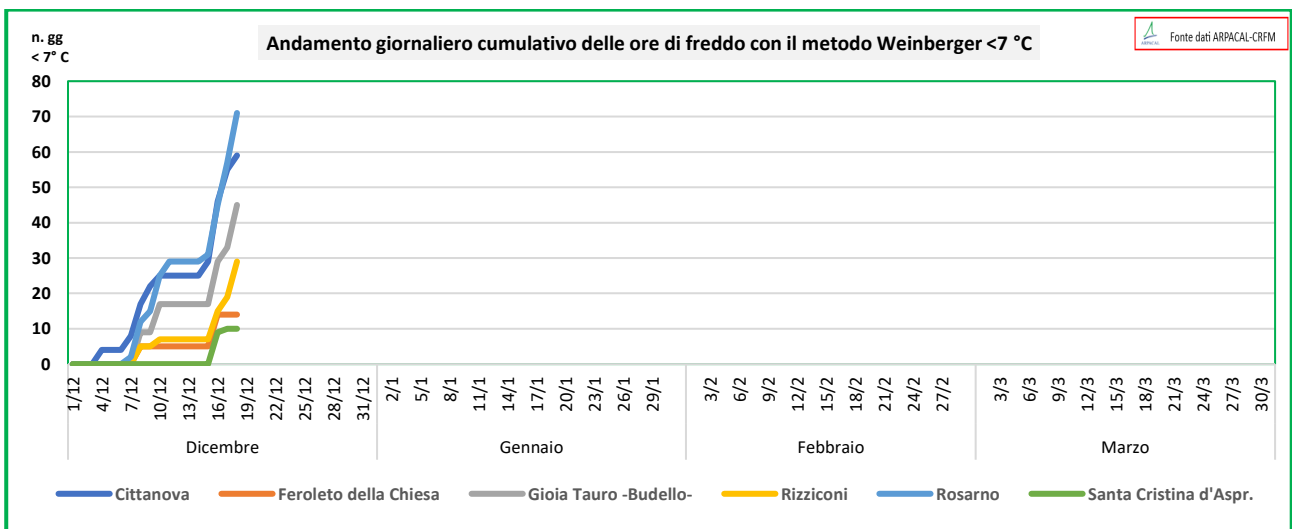 n. gg
< 7° C
Andamento giornaliero cumulativo delle ore di freddo con il metodo Weinberger <7 °C
ARPACAL
Fonte dati ARPACAL-CRFM
80
70
60
50
40
30
20
10
0
1/12 4/12 7/12 10/12 13/12 16/12 19/12 22/12 25/12 28/12 31/12 2/1 5/1 8/1 11/1 14/1 17/1 20/1 23/1 26/1 29/1 3/2 6/2 9/2 12/2 15/2 18/2 21/2 24/2 27/2 3/3 6/3 9/3 12/3 15/3 18/3 21/3 24/3 27/3 30/3
Dicembre Gennaio Febbraio Marzo
Cittanova Feroleto della Chiesa Gioia Tauro -Budello- Rizziconi Rosarno Santa Cristina d'Aspr.